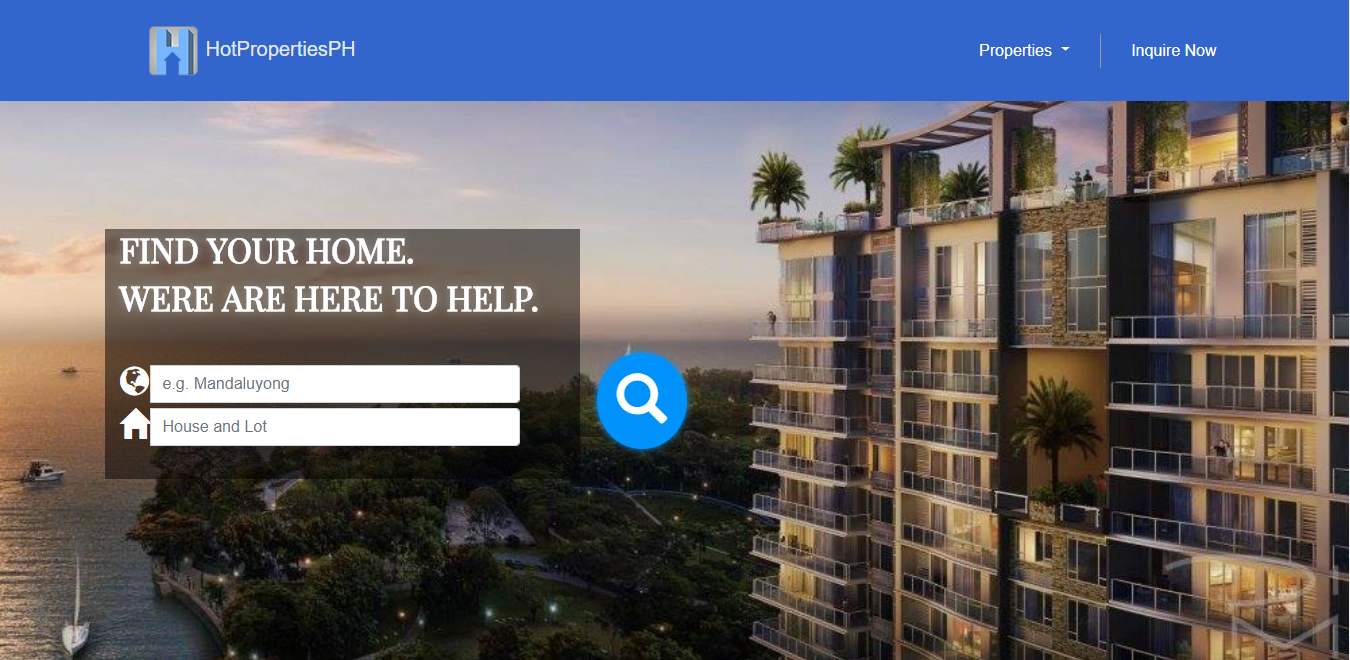 HotPropertiesPH
Properties
Inquire Now
FIND YOUR HOME.
WERE ARE HERE TO HELP.
e.g. Mandaluyong
House and Lot